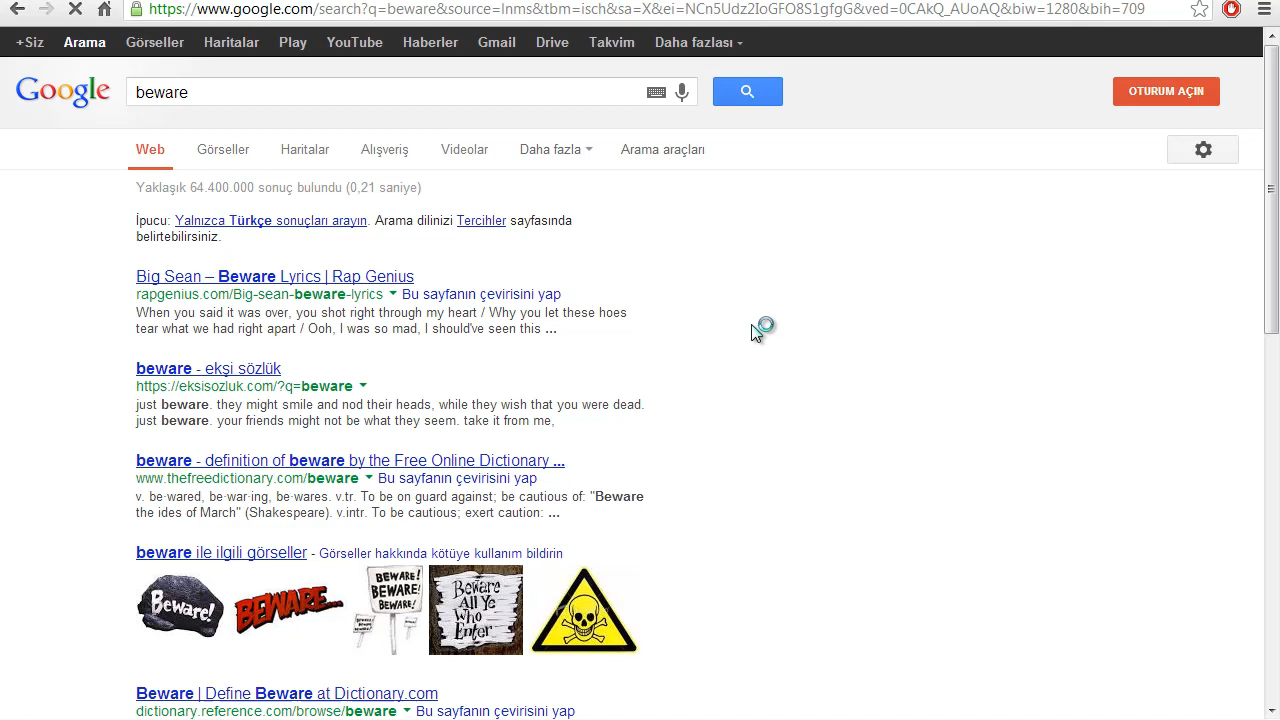 https://www.google.com/search?q=beware&source=lnms&tbm=isch&sa=X&ei=NCn5Udz2IoGFO8S1gfgG&ved=0CAkQ_AUoAQ&biw=1280&bih=709
+Siz Arama Görseller Haritalar Play YouTube Haberler Gmail Drive Takvim Daha fazlası
Google beware OTURUM AÇIN
Web Görseller Haritalar Alışveriş Videolar Daha fazla Arama araçları
Yaklaşık 64.400.000 sonuç bulundu (0,21 saniye)
İpucu: Yalnızca Türkçe sonuçları arayın. Arama dilinizi Tercihler sayfasında
belirtebilirsiniz.
Big Sean – Beware Lyrics | Rap Genius
rapgenius.com/Big-sean-beware-lyrics Bu sayfanın çevirisini yap
When you said it was over, you shot right through my heart / Why you let these hoes
tear what we had right apart / Ooh, I was so mad, I should've seen this ...
beware - ekşi sözlük
https://eksisozluk.com/?q=beware
just beware. they might smile and nod their heads, while they wish that you were dead.
just beware. your friends might not be what they seem. take it from me,
beware - definition of beware by the Free Online Dictionary ...
www.thefreedictionary.com/beware Bu sayfanın çevirisini yap
v. be·wared, be·war·ing, be·wares. v.tr. To be on guard against; be cautious of: "Beware
the ides of March" (Shakespeare). v.intr. To be cautious; exert caution: ...
beware ile ilgili görseller - Görseller hakkında kötüye kullanım bildirin
Beware!
BEWARE...
BEWARE!
BEWARE!
BEWARE!
Beware
All Ye
Who
Enter
Beware | Define Beware at Dictionary.com
dictionary.reference.com/browse/beware Bu sayfanın çevirisini yap